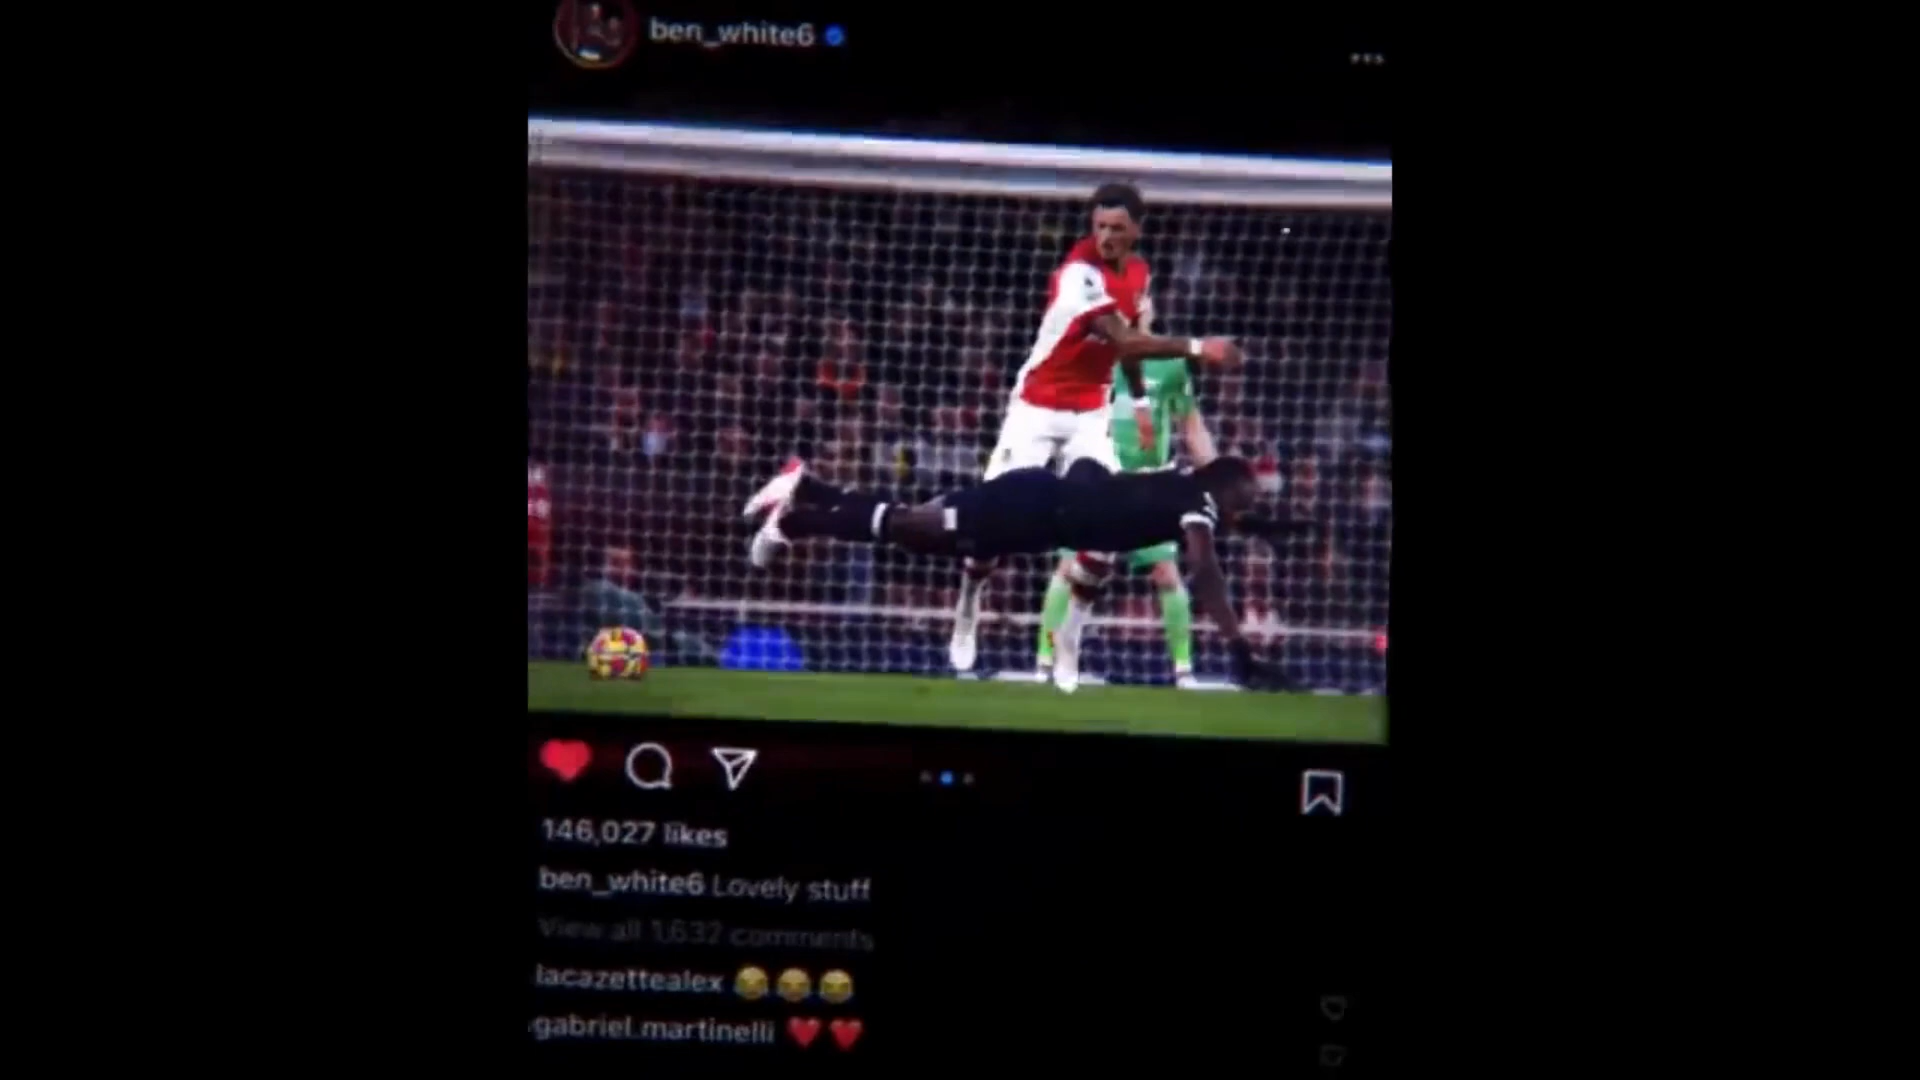 ben_white6
146,027 likes
ben_white6 Lovely stuff
View all 1,632 comments
lacazettealex 😂😂😂
gabriel.martinelli ❤️❤️